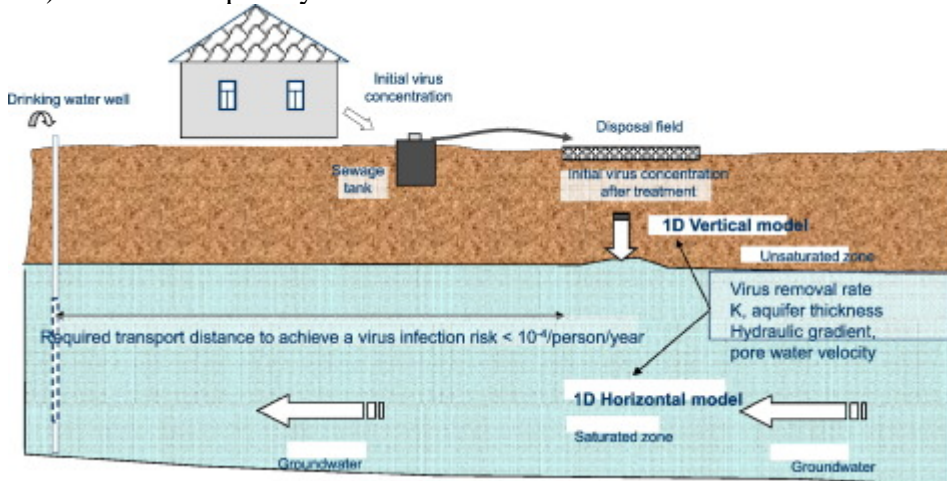 Initial virus
concentration
Drinking water well
Disposal field
Sewage
tank
Initial virus concentration
after treatment
1D Vertical model
Unsaturated zone
Virus removal rate
K, aquifer thickness
Hydraulic gradient,
pore water velocity
Required transport distance to achieve a virus infection risk < 10⁻⁴/person/year
1D Horizontal model
Saturated zone
Groundwater
Groundwater